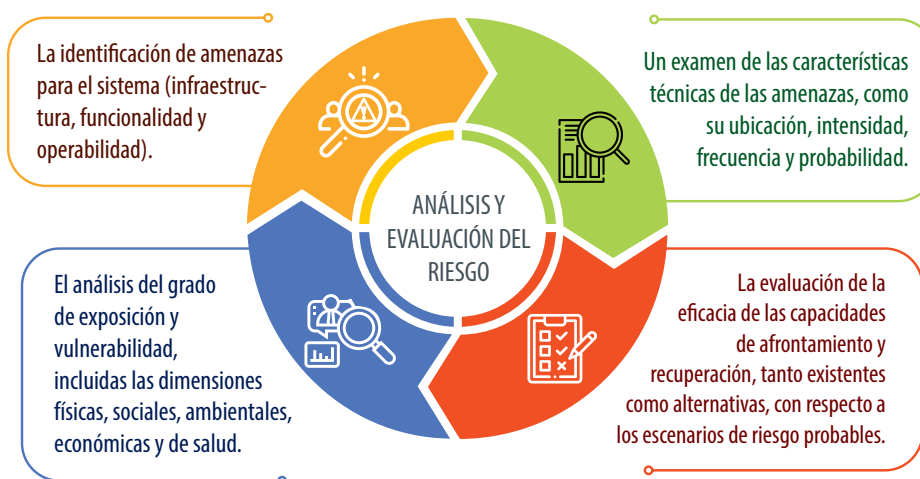 La identificación de amenazas
para el sistema (infraestruc-
tura, funcionalidad y
operabilidad).
Un examen de las características
técnicas de las amenazas, como
su ubicación, intensidad,
frecuencia y probabilidad.
ANÁLISIS Y
EVALUACIÓN DEL
RIESGO
El análisis del grado
de exposición y
vulnerabilidad,
incluidas las dimensiones
físicas, sociales, ambientales,
económicas y de salud.
La evaluación de la
eficacia de las capacidades
de afrontamiento y
recuperación, tanto existentes
como alternativas, con respecto a
los escenarios de riesgo probables.